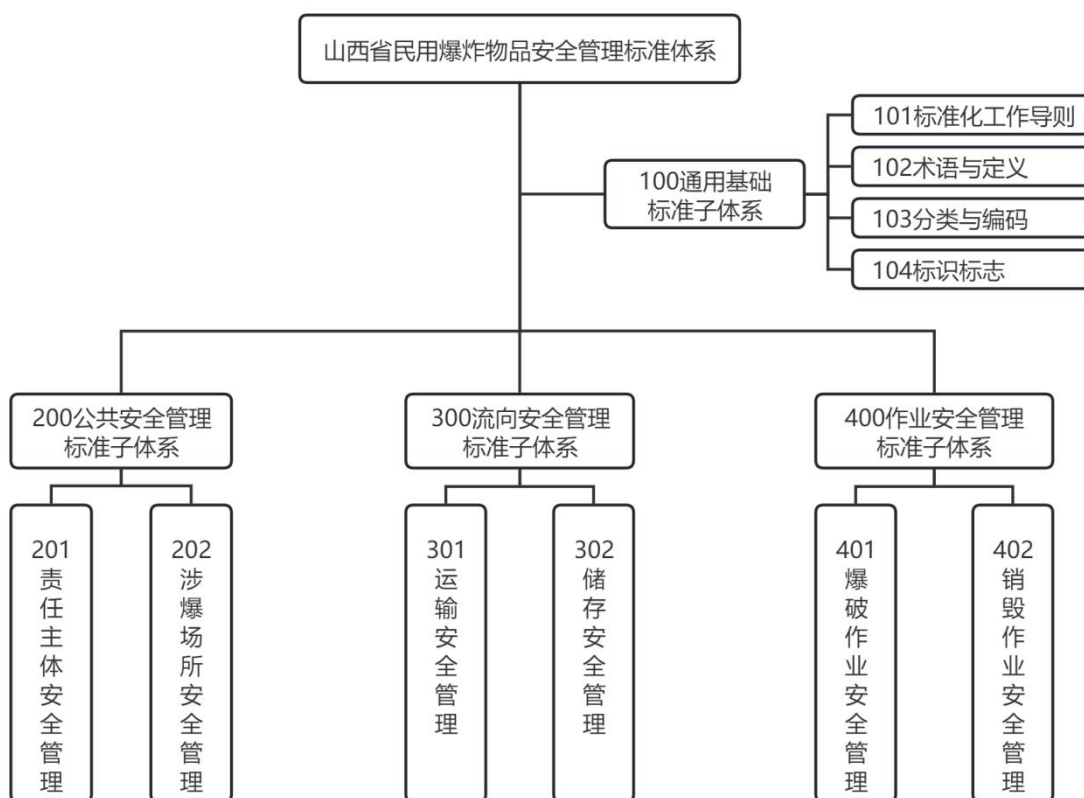 山西省民用爆炸物品安全管理标准体系
100通用基础
标准子体系
101标准化工作导则
102术语与定义
103分类与编码
104标识标志
200公共安全管理
标准子体系
300流向安全管理
标准子体系
400作业安全管理
标准子体系
201
责任主体安全管理
202
涉爆场所安全管理
301
运输安全管理
302
储存安全管理
401
爆破作业安全管理
402
销毁作业安全管理